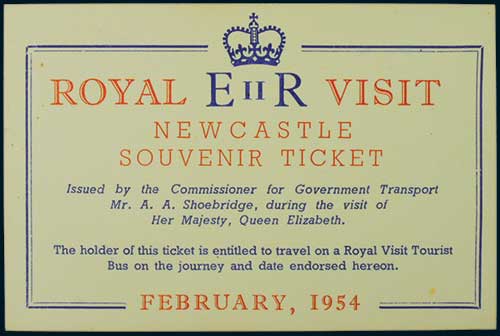 ROYAL E II R VISIT
NEWCASTLE
SOUVENIR TICKET
Issued by the Commissioner for Government Transport
Mr. A. A. Shoebridge, during the visit of
Her Majesty, Queen Elizabeth.
The holder of this ticket is entitled to travel on a Royal Visit Tourist
Bus on the journey and date endorsed hereon.
FEBRUARY, 1954